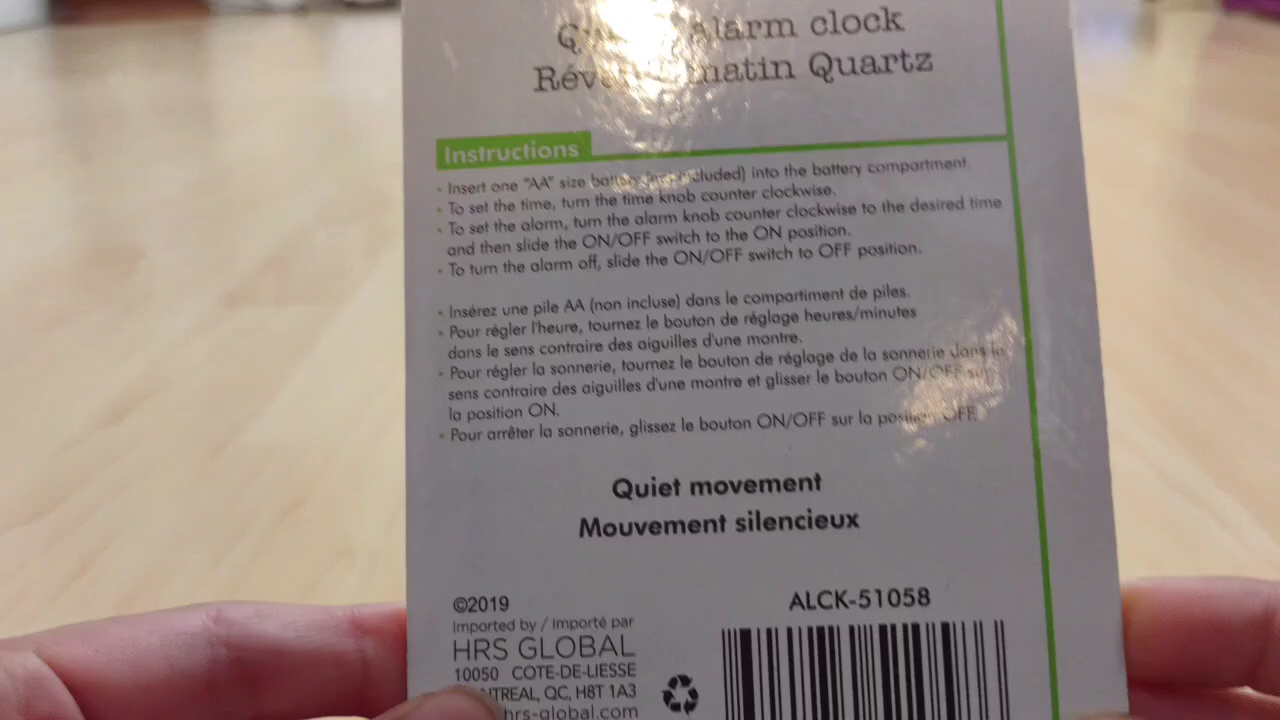 Alarm clock
matin Quartz
Instructions
- Insert one "AA" size battery (not included) into the battery compartment.
- To set the time, turn the time knob counter clockwise.
- To set the alarm, turn the alarm knob counter clockwise to the desired time
and then slide the ON/OFF switch to the ON position.
- To turn the alarm off, slide the ON/OFF switch to OFF position.
- Insérez une pile AA (non incluse) dans le compartiment de piles.
- Pour régler l'heure, tournez le bouton de réglage heures/minutes
dans le sens contraire des aiguilles d'une montre.
- Pour régler la sonnerie, tournez le bouton de réglage de la sonnerie dans le
sens contraire des aiguilles d'une montre et glisser le bouton ON/OFF sur
la position ON.
- Pour arrêter la sonnerie, glissez le bouton ON/OFF sur la position OFF.
Quiet movement
Mouvement silencieux
©2019
Imported by / Importé par
HRS GLOBAL
10050 COTE-DE-LIESSE
NTREAL, QC, H8T 1A3
hrs-global.com
ALCK-51058